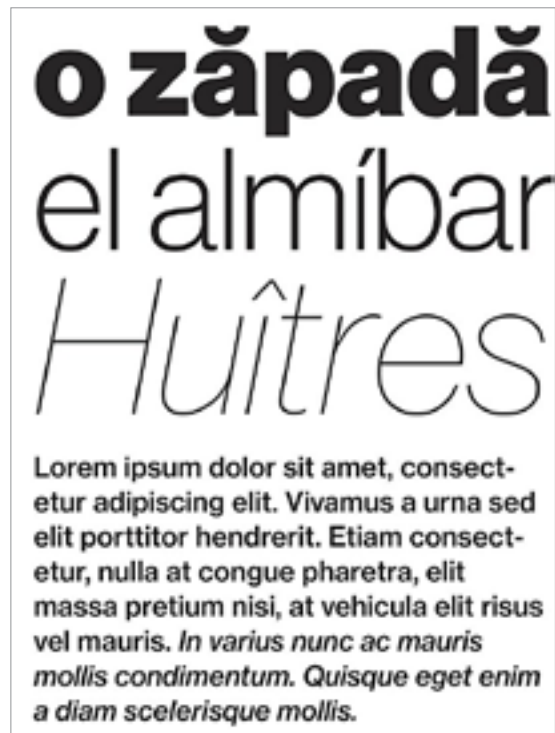 o zăpadă
el almíbar
Huîtres
Lorem ipsum dolor sit amet, consect-
etur adipiscing elit. Vivamus a urna sed
elit porttitor hendrerit. Etiam consect-
etur, nulla at congue pharetra, elit
massa pretium nisi, at vehicula elit risus
vel mauris. In varius nunc ac mauris
mollis condimentum. Quisque eget enim
a diam scelerisque mollis.